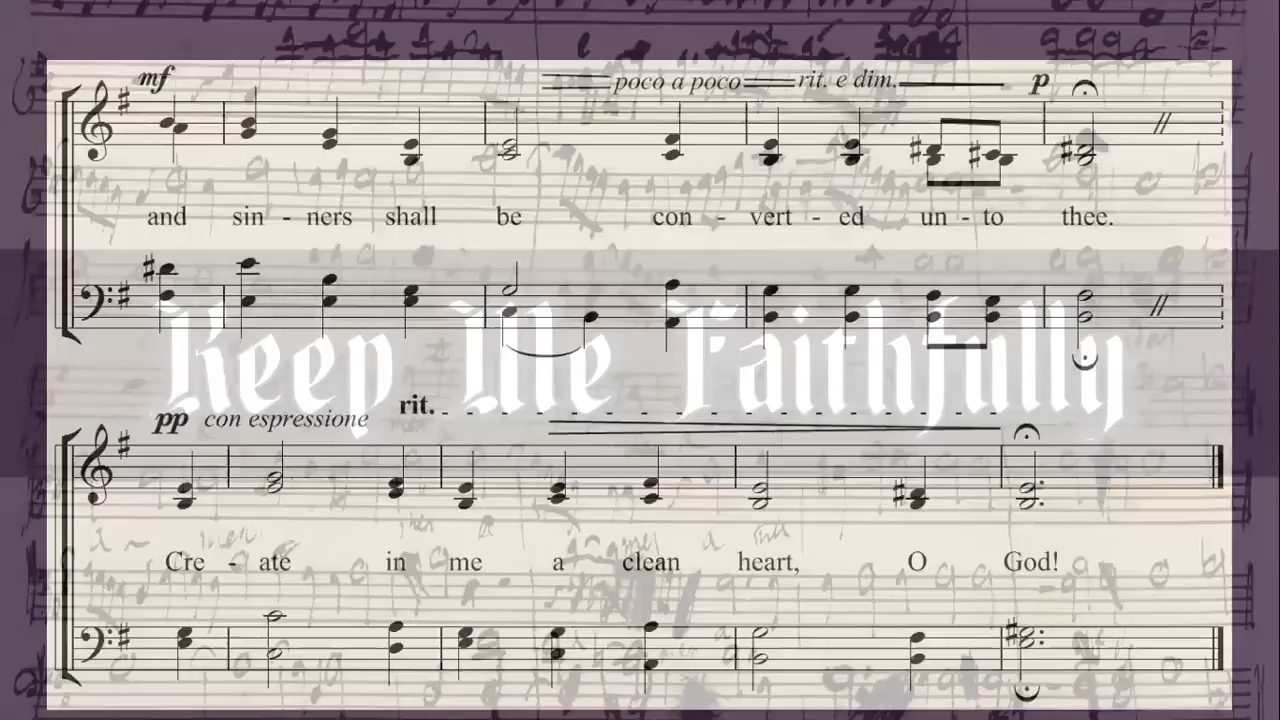 mf poco a poco rit. e dim. p
and sin - ners shall be con - vert - ed un - to thee.
Keep Me Faithfully
pp con espressione rit.
Cre - ate in me a clean heart, O God!